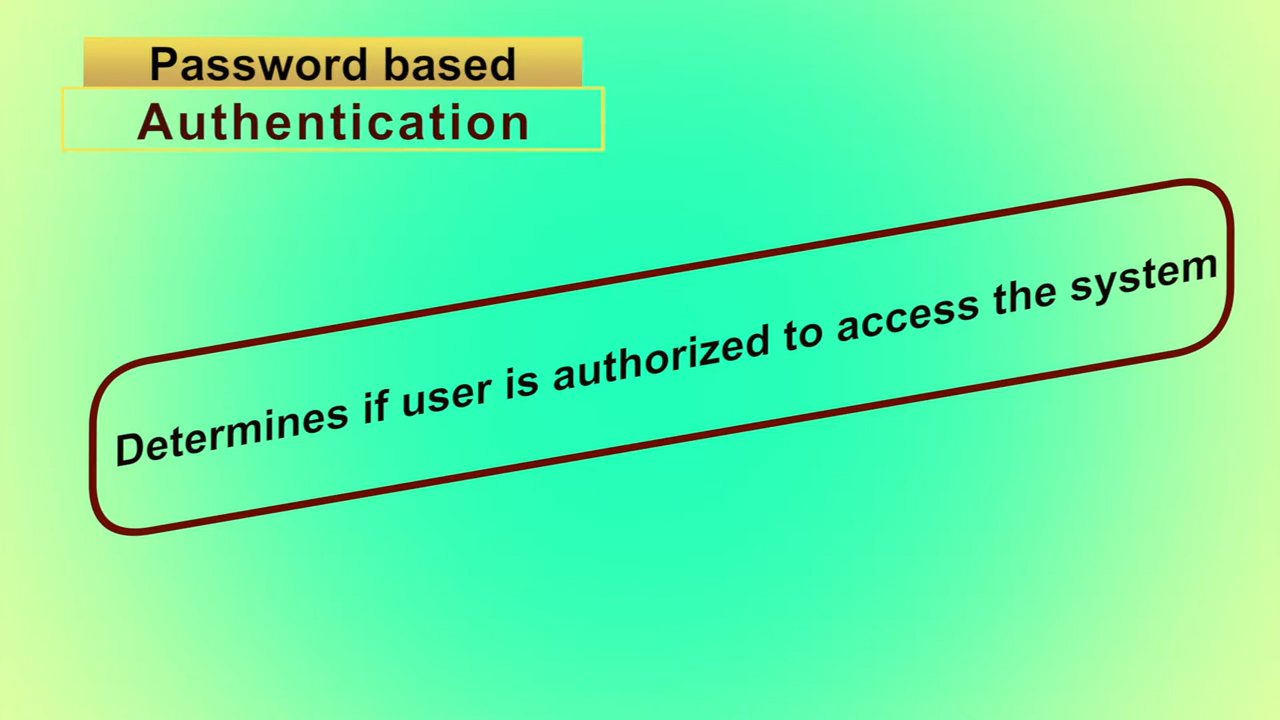 Password based
Authentication
Determines if user is authorized to access the system